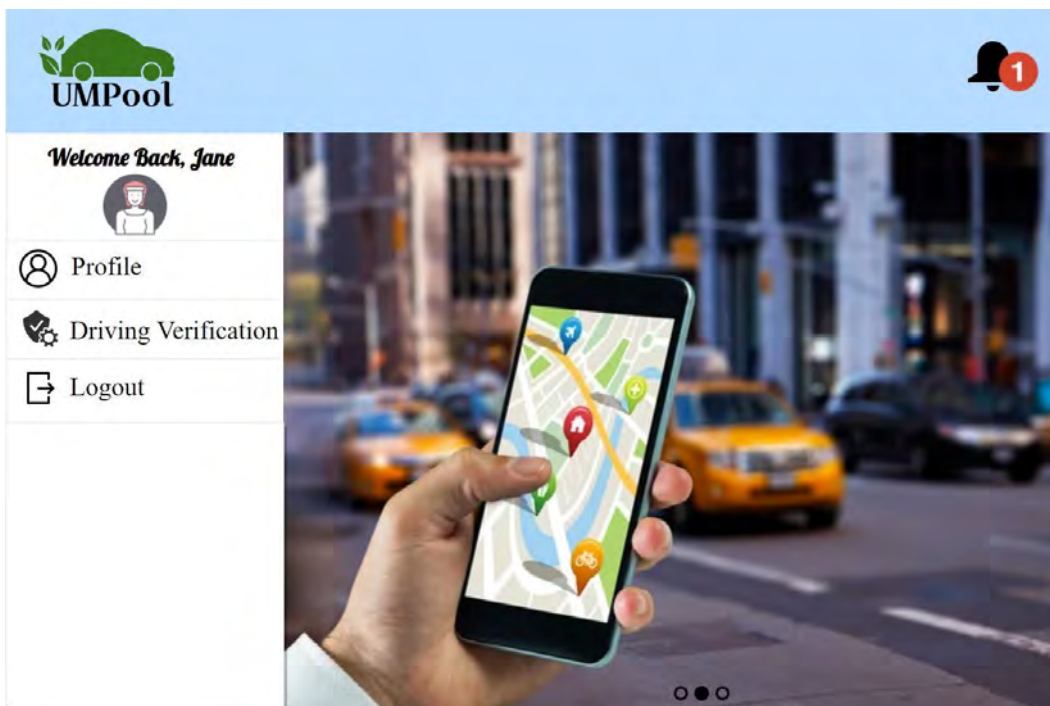 UMPool
1
Welcome Back, Jane
Profile
Driving Verification
Logout